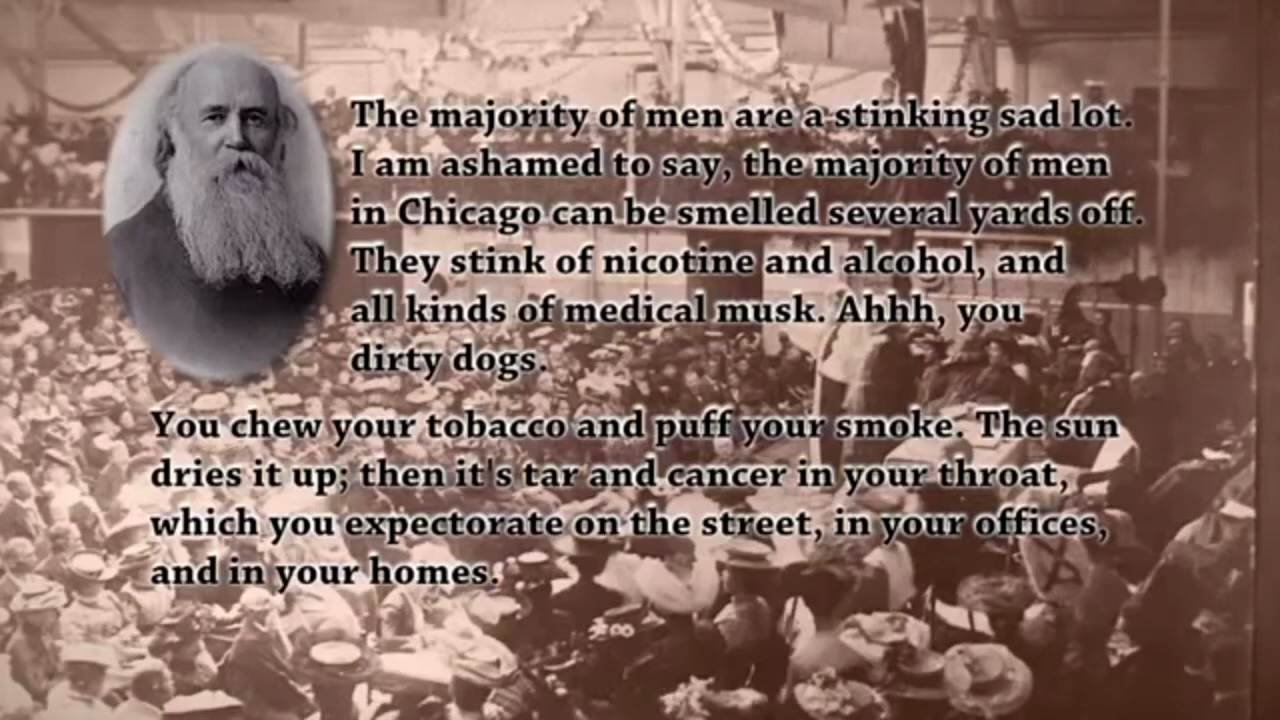 The majority of men are a stinking sad lot.
I am ashamed to say, the majority of men
in Chicago can be smelled several yards off.
They stink of nicotine and alcohol, and
all kinds of medical musk. Ahhh, you
dirty dogs.
You chew your tobacco and puff your smoke. The sun
dries it up; then it's tar and cancer in your throat,
which you expectorate on the street, in your offices,
and in your homes.